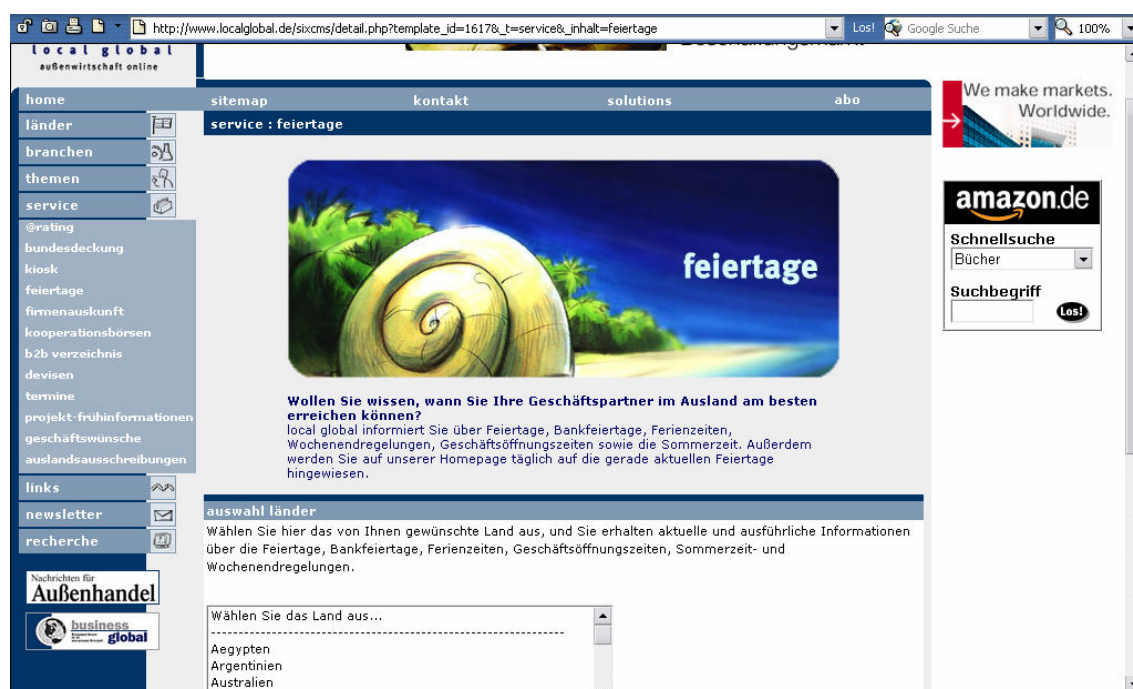 http://www.localglobal.de/sixcms/detail.php?template_id=1617&_t=service&_inhalt=feiertage
Los!
Google Suche
100%
local global
außenwirtschaft online
home
sitemap
kontakt
solutions
abo
länder
branchen
themen
service
@rating
bundesdeckung
kiosk
feiertage
firmenauskunft
kooperationsbörsen
b2b verzeichnis
devisen
termine
projekt-frühinformationen
geschäftswünsche
auslandsausschreibungen
links
newsletter
recherche
Nachrichten für
Außenhandel
business
global
service : feiertage
feiertage
Wollen Sie wissen, wann Sie Ihre Geschäftspartner im Ausland am besten
erreichen können?
local global informiert Sie über Feiertage, Bankfeiertage, Ferienzeiten,
Wochenendregelungen, Geschäftsöffnungszeiten sowie die Sommerzeit. Außerdem
werden Sie auf unserer Homepage täglich auf die gerade aktuellen Feiertage
hingewiesen.
auswahl länder
Wählen Sie hier das von Ihnen gewünschte Land aus, und Sie erhalten aktuelle und ausführliche Informationen
über die Feiertage, Bankfeiertage, Ferienzeiten, Geschäftsöffnungszeiten, Sommerzeit- und
Wochenendregelungen.
Wählen Sie das Land aus...
----------------------------------------------------------------
Aegypten
Argentinien
Australien
We make markets.
Worldwide.
amazon.de
Schnellsuche
Bücher
Suchbegriff
Los!